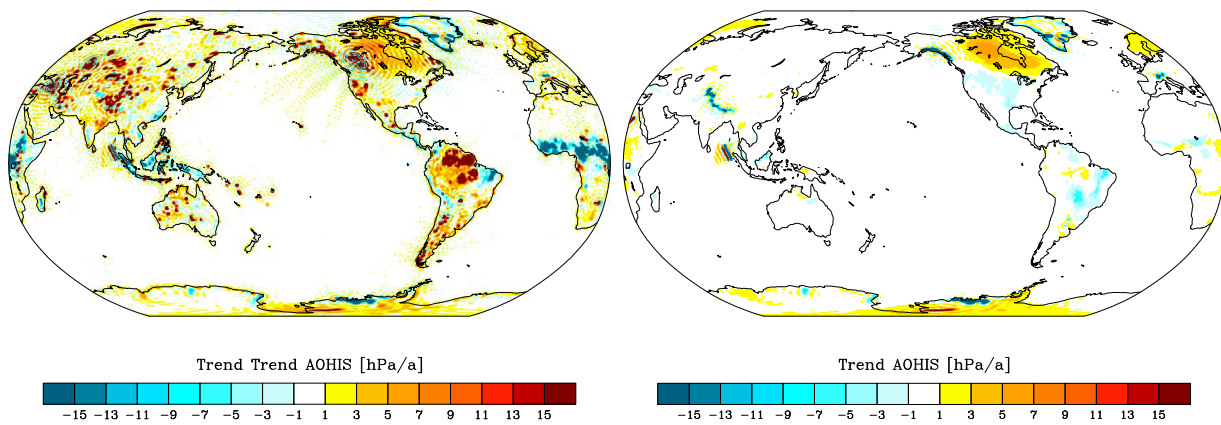 Trend Trend AOHIS [hPa/a]
-15 -13 -11 -9 -7 -5 -3 -1 1 3 5 7 9 11 13 15
Trend AOHIS [hPa/a]
-15 -13 -11 -9 -7 -5 -3 -1 1 3 5 7 9 11 13 15